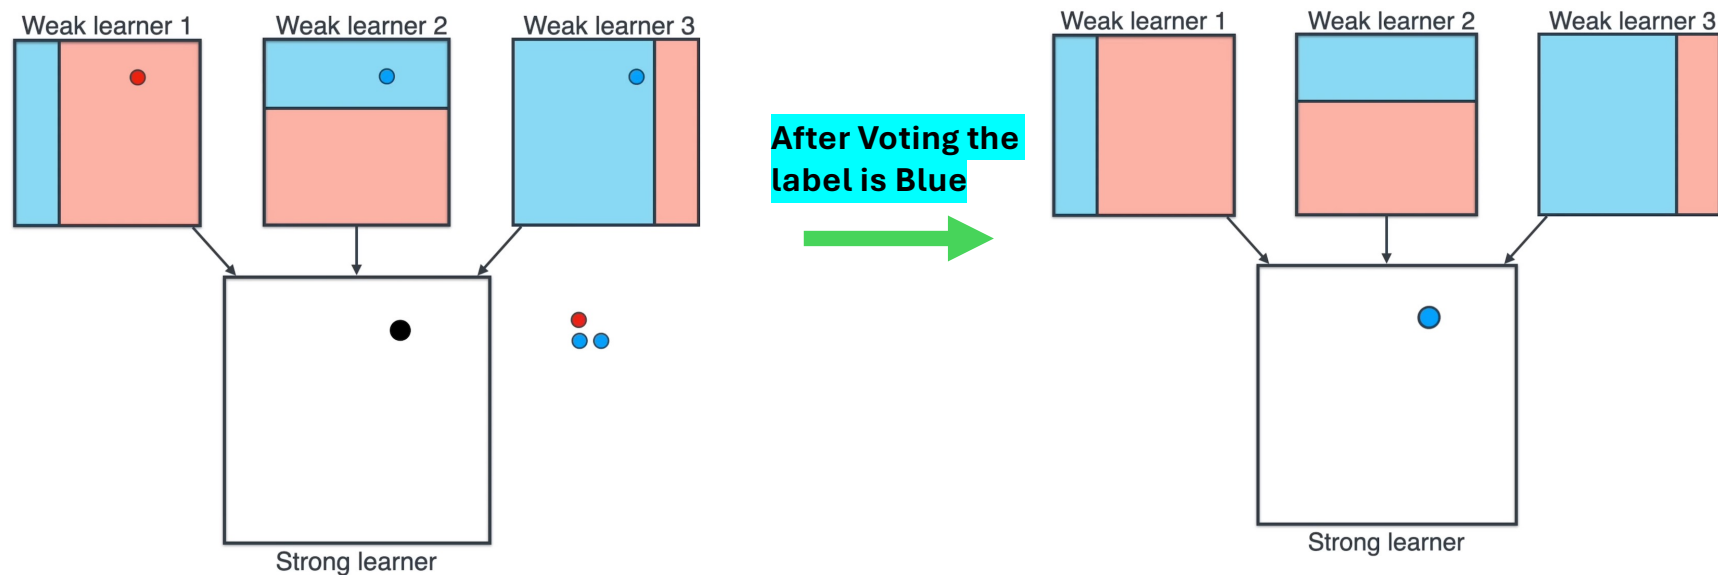 Weak learner 1
Weak learner 2
Weak learner 3
Strong learner
After Voting the
label is Blue
Weak learner 1
Weak learner 2
Weak learner 3
Strong learner